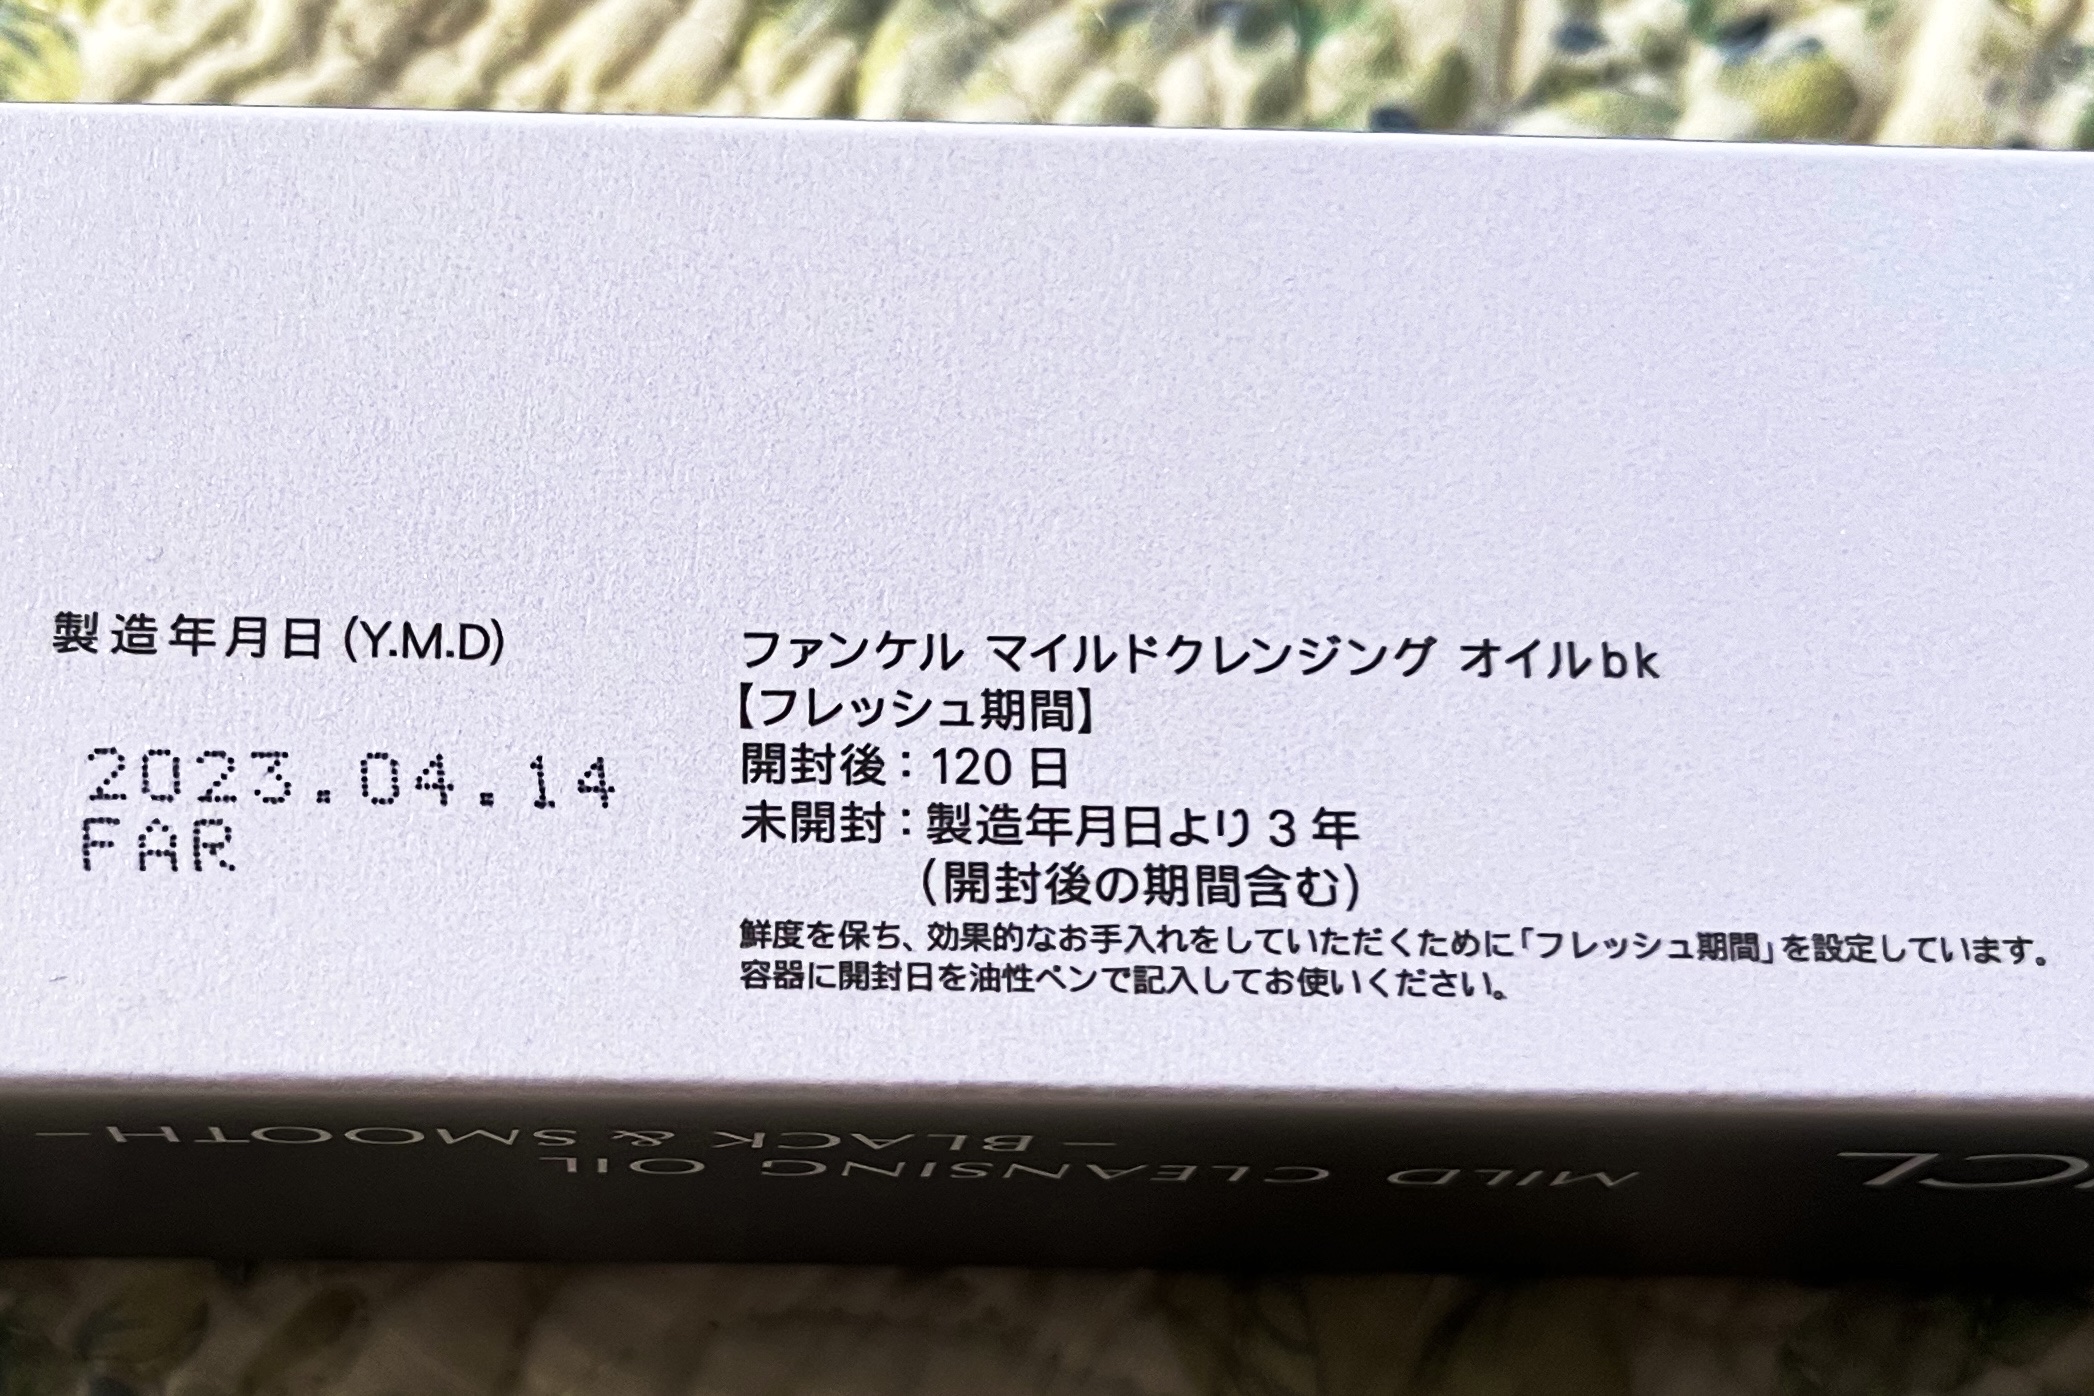 製造年月日 (Y.M.D)
2023.04.14
FAR
ファンケル マイルドクレンジング オイルbk
【フレッシュ期間】
開封後：120 日
未開封：製造年月日より 3 年
（開封後の期間含む）
鮮度を保ち、効果的なお手入れをしていただくために「フレッシュ期間」を設定しています。
容器に開封日を油性ペンで記入してお使いください。
MILD CLEANSING OIL
– BLACK & SMOOTH –